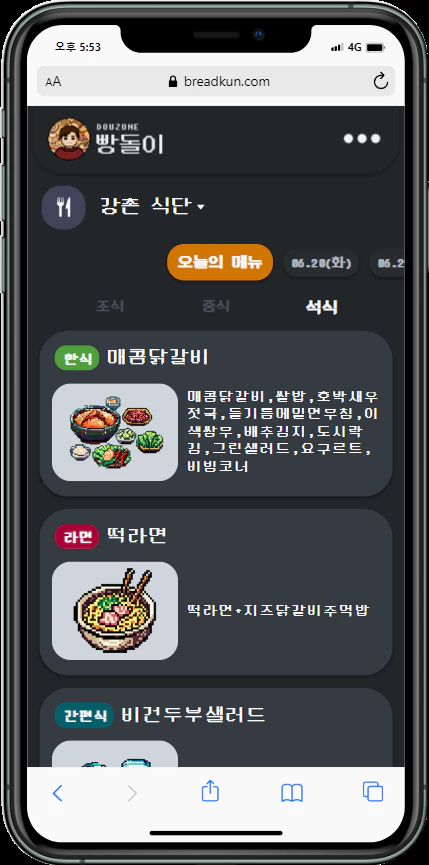 오후 5:53
4G
AA
breadkun.com
DOUZONE
빵돌이
강촌 식단
오늘의 메뉴
06.20(화)
06.2
조식
중식
석식
한식
매콤닭갈비
매콤닭갈비,쌀밥,호박새우
젓국,들기름메밀면무침,이
색쌍무,배추김치,도시락
김,그린샐러드,요구르트,
비빔코너
라면
떡라면
떡라면+치즈닭갈비주먹밥
간편식
비건두부샐러드